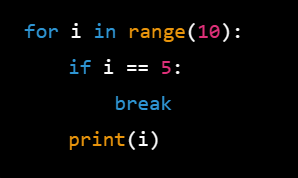 for i in range(10):
    if i == 5:
        break
    print(i)